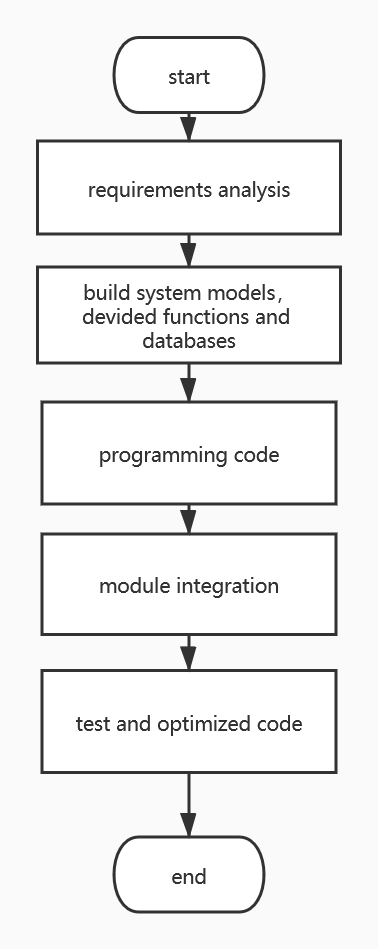 start
requirements analysis
build system models,
devided functions and
databases
programming code
module integration
test and optimized code
end